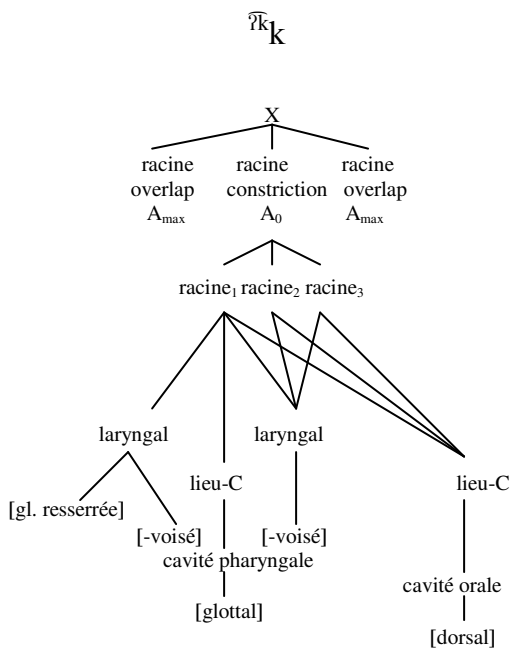 ʔ͡kk
X
racine racine racine
overlap constriction overlap
Aₘₐₓ A₀ Aₘₐₓ
racine₁ racine₂ racine₃
laryngal laryngal
lieu-C lieu-C
[gl. resserrée]
[-voisé] [-voisé]
cavité pharyngale
cavité orale
[glottal]
[dorsal]